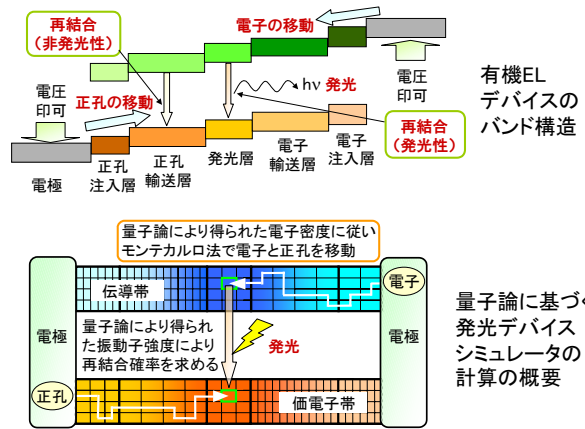 再結合
(非発光性)
電子の移動
電圧
印可
正孔の移動
hν 発光
電圧
印可
再結合
(発光性)
電極
正孔
注入層
正孔
輸送層
発光層
電子
輸送層
電子
注入層
有機EL
デバイスの
バンド構造
量子論により得られた電子密度に従い
モンテカルロ法で電子と正孔を移動
伝導帯
電子
電極
量子論により得られ
た振動子強度により
再結合確率を求める
発光
電極
正孔
価電子帯
量子論に基づく
発光デバイス
シミュレータの
計算の概要